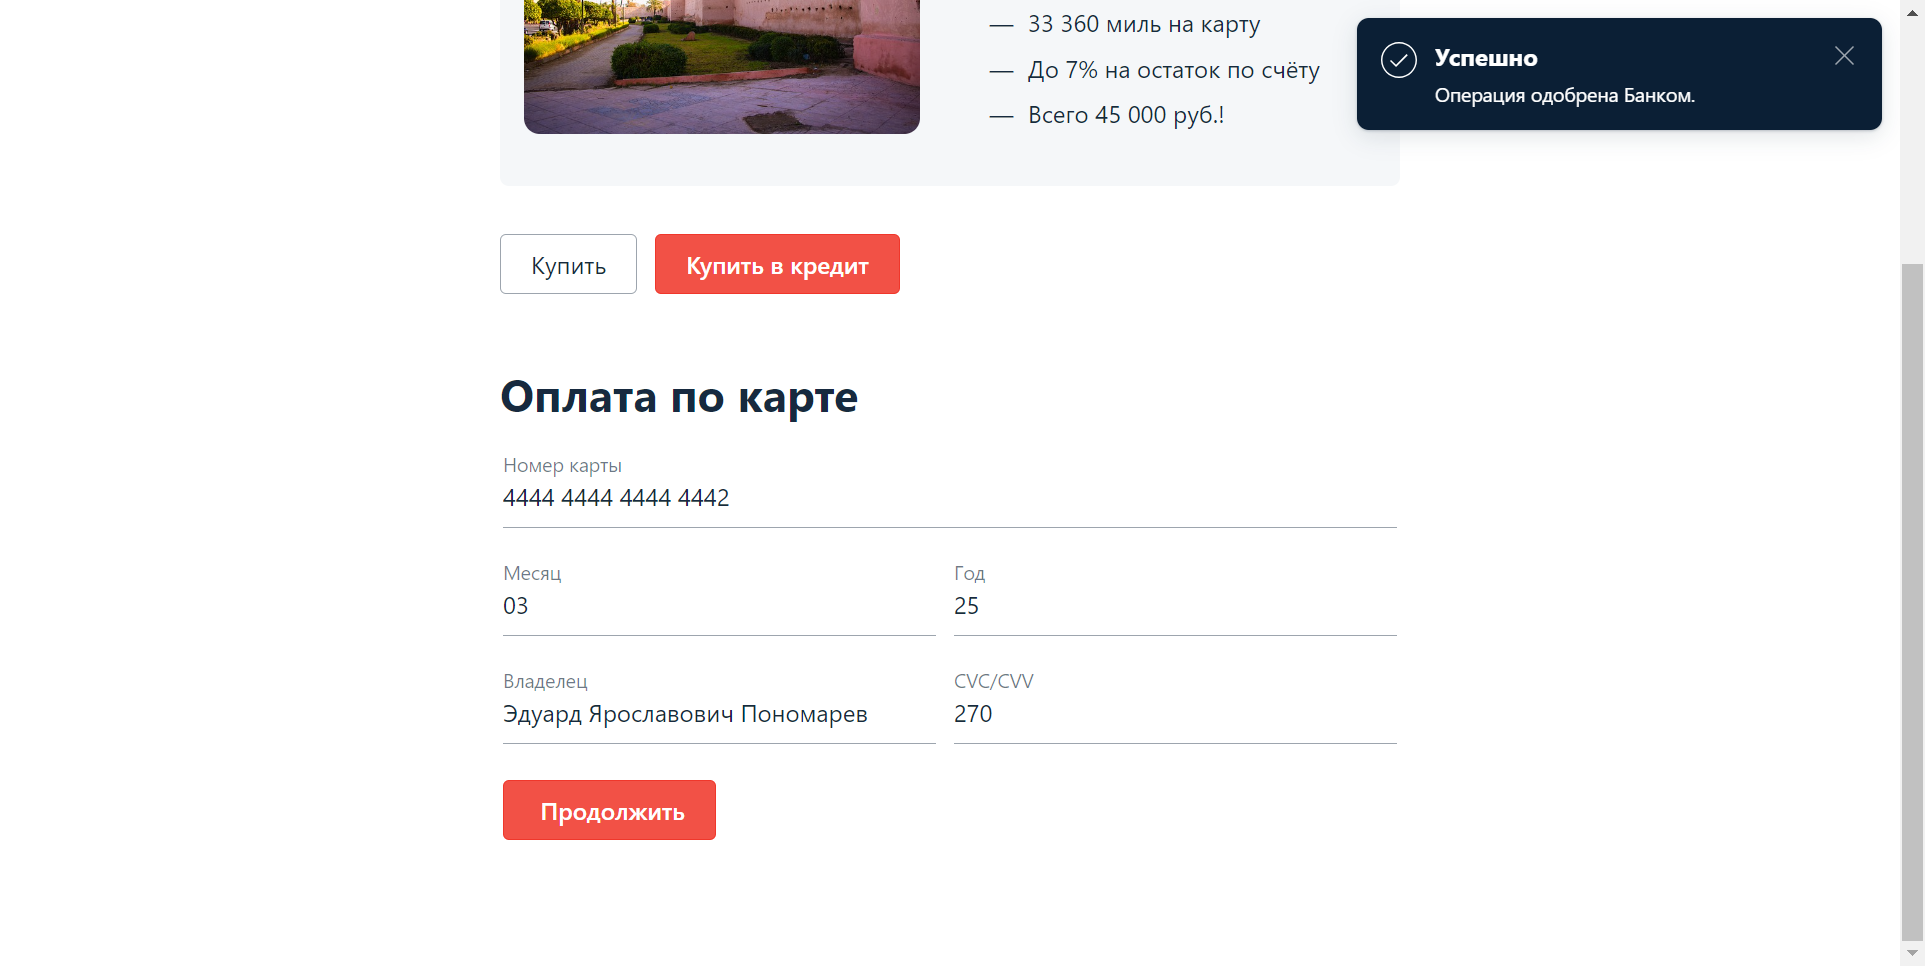 — 33 360 миль на карту
— До 7% на остаток по счёту
— Всего 45 000 руб.!
Успешно
Операция одобрена Банком.
Купить
Купить в кредит
Оплата по карте
Номер карты
4444 4444 4444 4442
Месяц
03
Год
25
Владелец
Эдуард Ярославович Пономарев
CVC/CVV
270
Продолжить